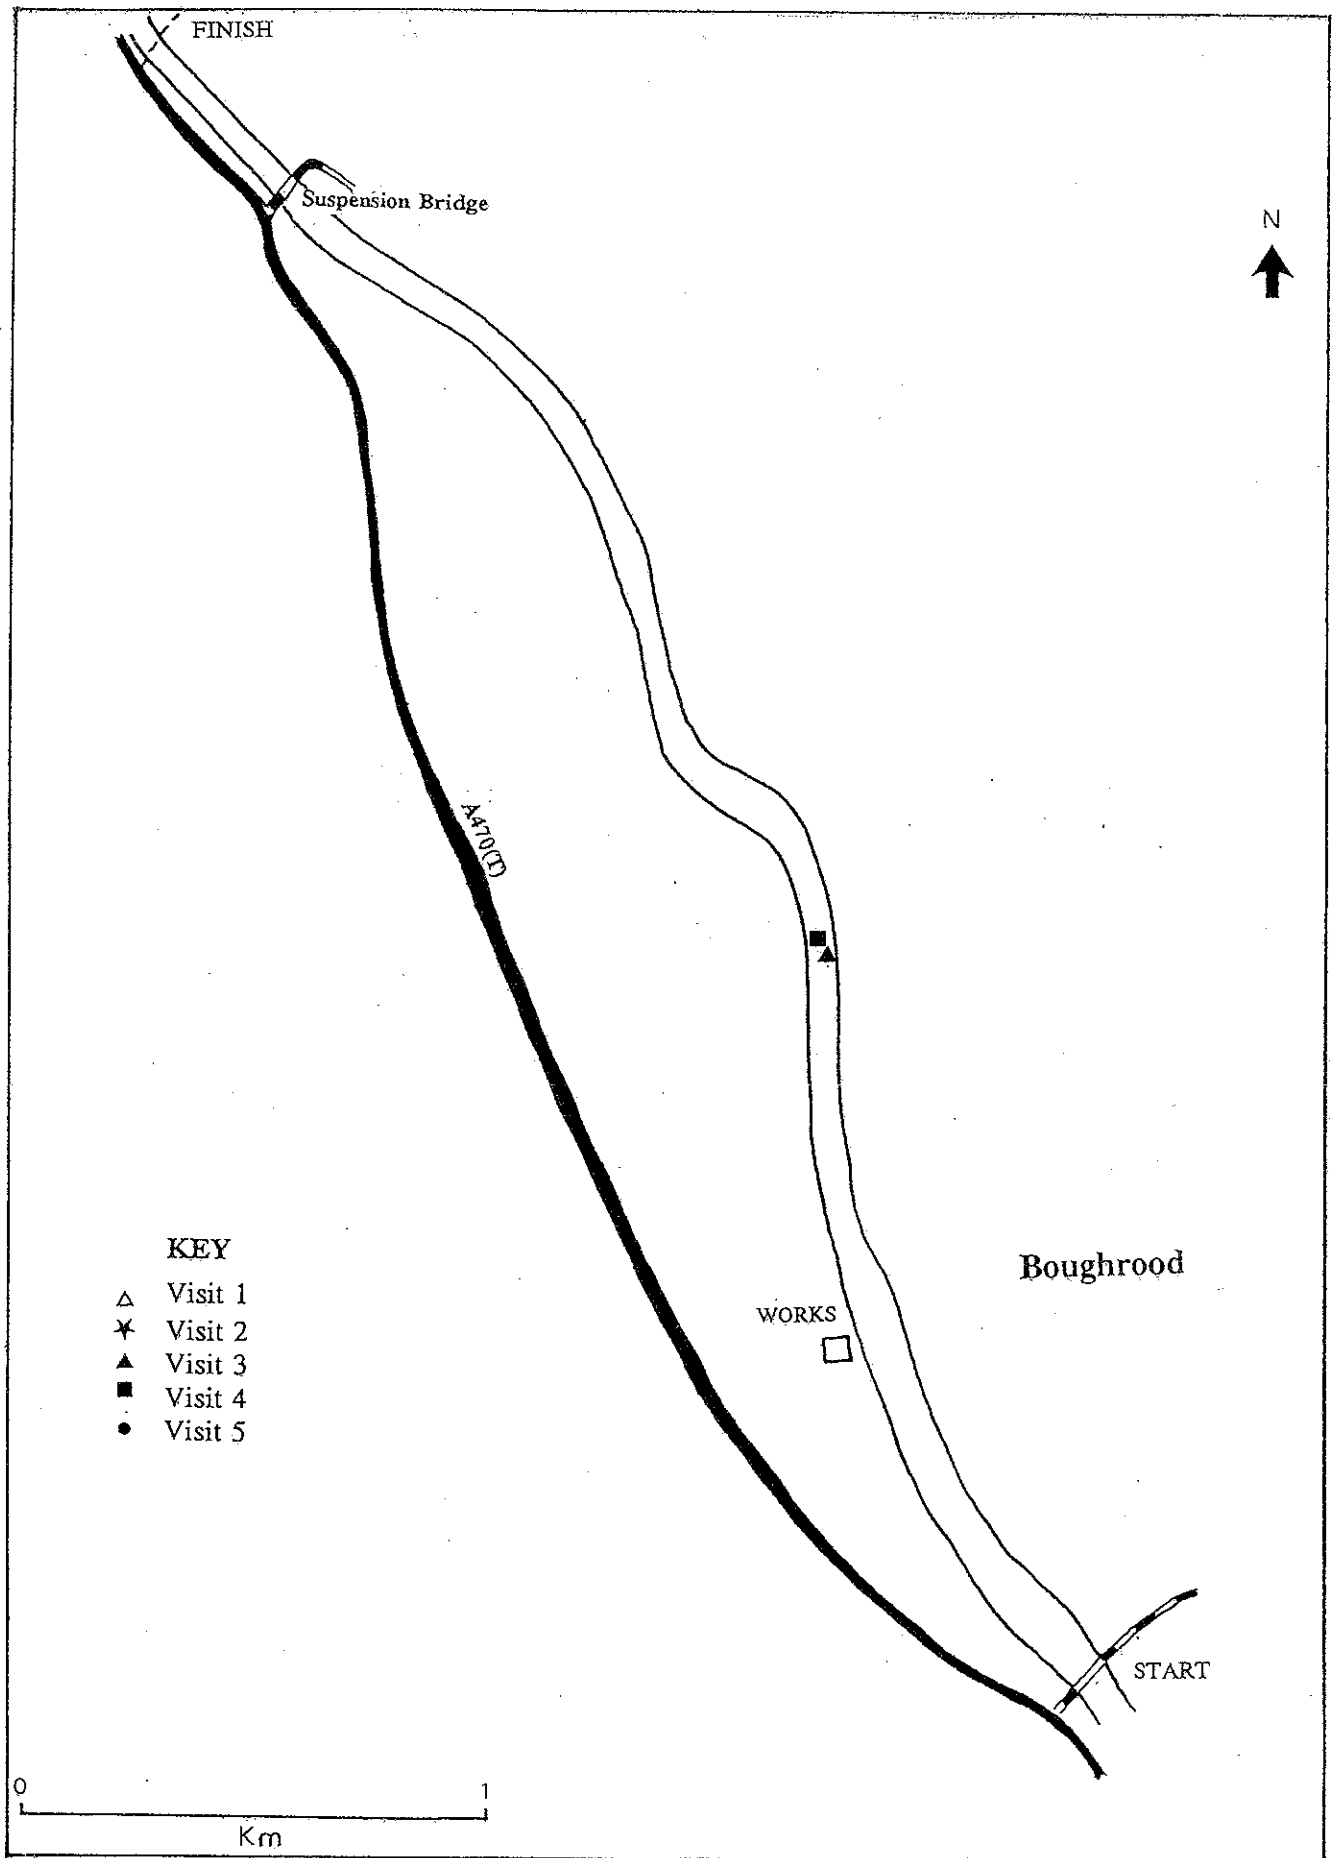 FINISH
Suspension Bridge
N
A470(T)
KEY
Visit 1
Visit 2
Visit 3
Visit 4
Visit 5
Boughrood
WORKS
START
0 1
Km